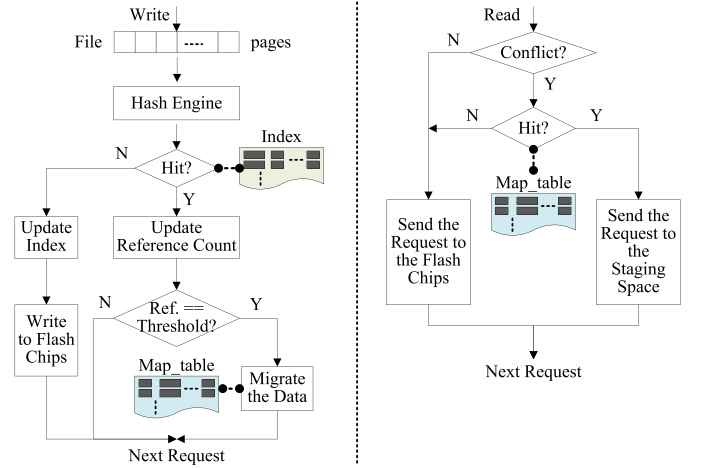 Write
File
pages
Hash Engine
Index
N
Hit?
Y
Update
Index
Update
Reference Count
N
Ref. ==
Threshold?
Y
Write
to Flash
Chips
Map_table
Migrate
the Data
Next Request
Read
N
Conflict?
Y
N
Hit?
Y
Map_table
Send the
Request to
the Flash
Chips
Send the
Request to
the
Staging
Space
Next Request